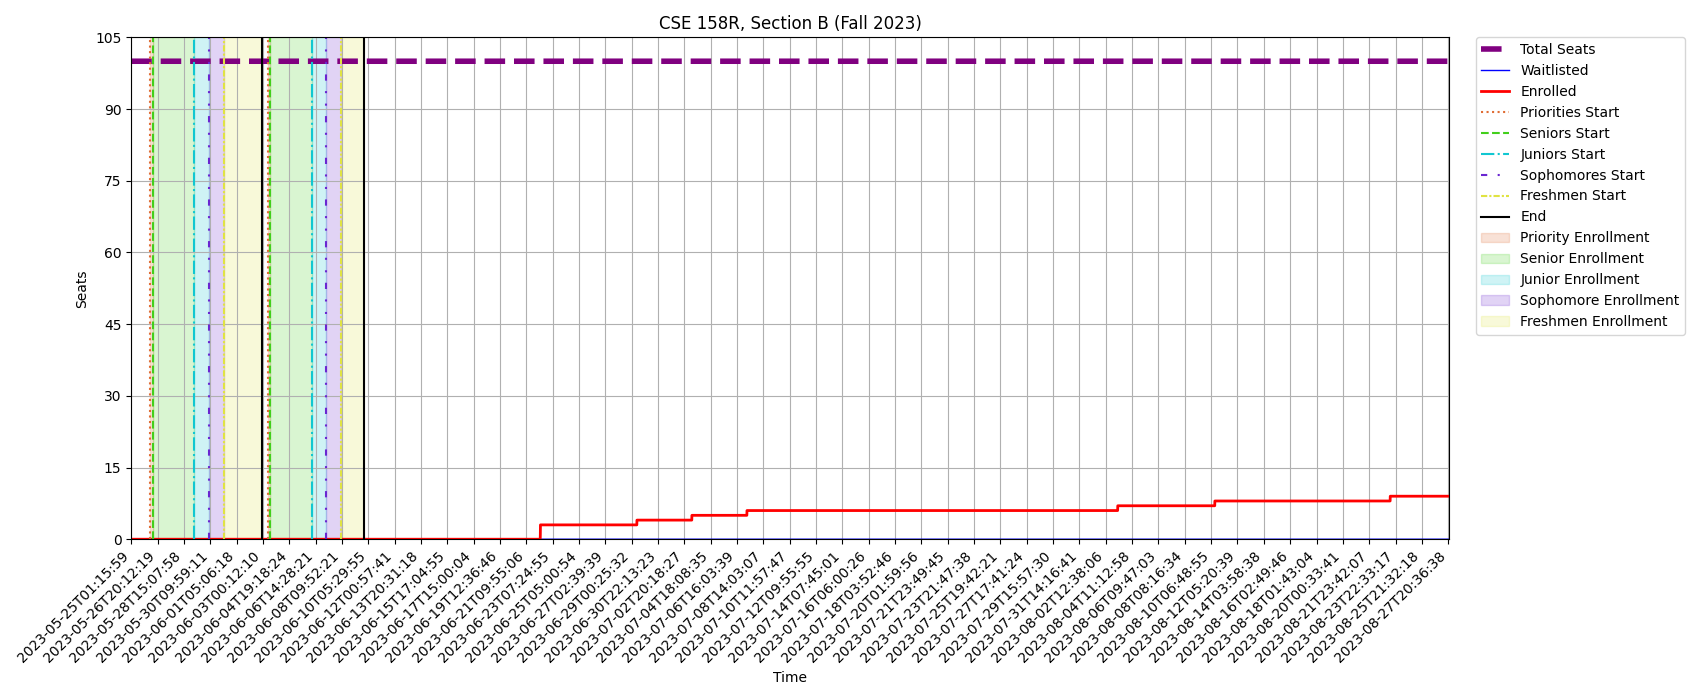 CSE 158R, Section B (Fall 2023)
105
90
75
60
45
30
15
0
Seats
2023-05-25T01:15:59
2023-05-26T20:12:19
2023-05-28T15:07:58
2023-05-30T09:59:11
2023-06-01T05:06:18
2023-06-03T00:12:10
2023-06-04T19:18:24
2023-06-06T14:28:21
2023-06-08T09:52:21
2023-06-10T05:29:55
2023-06-12T00:57:41
2023-06-13T20:31:18
2023-06-15T17:04:55
2023-06-17T15:00:04
2023-06-19T12:36:46
2023-06-21T09:55:06
2023-06-23T07:24:55
2023-06-25T05:00:54
2023-06-27T02:39:39
2023-06-29T00:25:32
2023-06-30T22:13:23
2023-07-02T20:18:27
2023-07-04T18:08:35
2023-07-06T16:03:39
2023-07-08T14:03:07
2023-07-10T11:57:47
2023-07-12T09:55:55
2023-07-14T07:45:01
2023-07-16T06:00:26
2023-07-18T03:52:46
2023-07-20T01:59:56
2023-07-21T23:49:45
2023-07-23T21:47:38
2023-07-25T19:42:21
2023-07-27T17:41:24
2023-07-29T15:57:30
2023-07-31T14:16:41
2023-08-02T12:38:06
2023-08-04T11:12:58
2023-08-06T09:47:03
2023-08-08T08:16:34
2023-08-10T06:48:55
2023-08-12T05:20:39
2023-08-14T03:58:38
2023-08-16T02:49:46
2023-08-18T01:43:04
2023-08-20T00:33:41
2023-08-21T23:42:07
2023-08-23T22:33:17
2023-08-25T21:32:18
2023-08-27T20:36:38
Time
Total Seats
Waitlisted
Enrolled
Priorities Start
Seniors Start
Juniors Start
Sophomores Start
Freshmen Start
End
Priority Enrollment
Senior Enrollment
Junior Enrollment
Sophomore Enrollment
Freshmen Enrollment